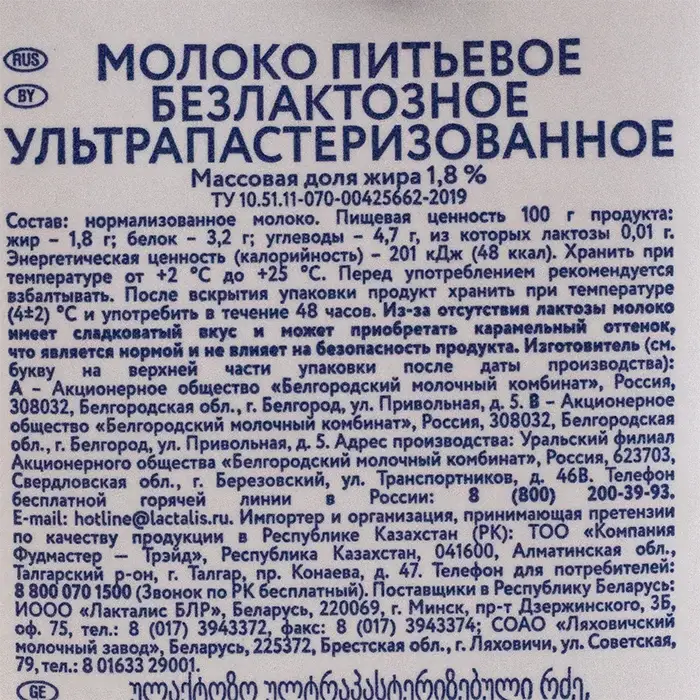 RUS
МОЛОКО ПИТЬЕВОЕ
BY
БЕЗЛАКТОЗНОЕ
УЛЬТРАПАСТЕРИЗОВАННОЕ
Массовая доля жира 1,8 %
ТУ 10.51.11-070-00425662-2019
Состав: нормализованное молоко. Пищевая ценность 100 г продукта:
жир – 1,8 г; белок – 3,2 г; углеводы – 4,7 г, из которых лактозы 0,01 г.
Энергетическая ценность (калорийность) – 201 кДж (48 ккал). Хранить при
температуре от +2 °C до +25 °C. Перед употреблением рекомендуется
взбалтывать. После вскрытия упаковки продукт хранить при температуре
(4±2) °C и употребить в течение 48 часов. Из-за отсутствия лактозы молоко
имеет сладковатый вкус и может приобретать карамельный оттенок,
что является нормой и не влияет на безопасность продукта. Изготовитель (см.
букву на верхней части упаковки после даты производства):
А – Акционерное общество «Белгородский молочный комбинат», Россия,
308032, Белгородская обл., г. Белгород, ул. Привольная, д. 5. В – Акционерное
общество «Белгородский молочный комбинат», Россия, 308032, Белгородская
обл., г. Белгород, ул. Привольная, д. 5. Адрес производства: Уральский филиал
Акционерного общества «Белгородский молочный комбинат», Россия, 623703,
Свердловская обл., г. Березовский, ул. Транспортников, д. 46В. Телефон
бесплатной горячей линии в России: 8 (800) 200-39-93.
E-mail: hotline@lactalis.ru. Импортер и организация, принимающая претензии
по качеству продукции в Республике Казахстан (РК): ТОО «Компания
Фудмастер – Трэйд», Республика Казахстан, 041600, Алматинская обл.,
Талгарский р-он, г. Талгар, пр. Конаева, д. 47. Телефон для потребителей:
8 800 070 1500 (Звонок по РК бесплатный). Поставщики в Республику Беларусь:
ИООО «Лакталис БЛР», Беларусь, 220069, г. Минск, пр-т Дзержинского, 3Б,
оф. 75, тел.: 8 (017) 3943372, факс: 8 (017) 3943374; СОАО «Ляховичский
молочный завод», Беларусь, 225372, Брестская обл., г. Ляховичи, ул. Советская,
79, тел.: 8 01633 29001.
GE ულაქტოზო ულტრაპასტერიზებული რძე,